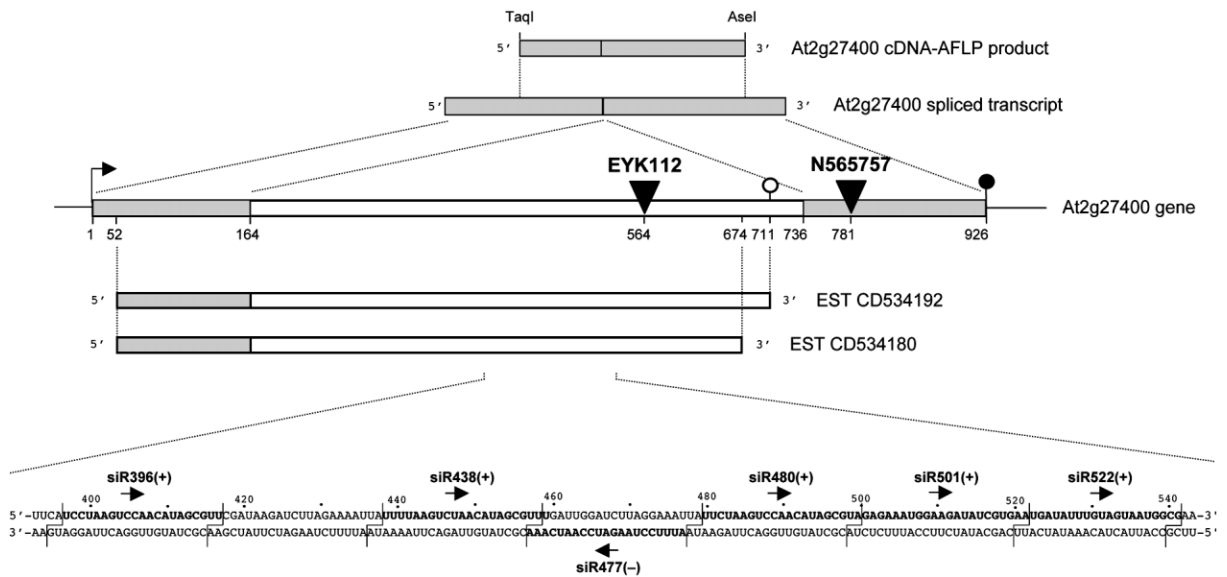 TaqI AseI
5′ 3′ At2g27400 cDNA-AFLP product
5′ 3′ At2g27400 spliced transcript
EYK112 N565757
At2g27400 gene
1 52 164 564 674 711 736 781 926
5′ 3′ EST CD534192
5′ 3′ EST CD534180
siR396(+) siR438(+) siR480(+) siR501(+) siR522(+)
400 420 440 460 480 500 520 540
5′-UUCAUCCUAAGUCCAACAUAGCGUUCGAUAAGAUCUUAGAAAAUUAUUUUAAGUCUAACAUAGCGUUUGAUUGGAUCUUAGGAAAUUAUUCUAAGUCCAACAUAGCGUAGAGAAAUGGAAGAUAUCGUGAAUGAUAUUUGUAGUAAUGGCGAA-3′
3′-AAGUAGGAUUCAGGUUGUAUCGCAAGCUAUUCUAGAAUCUUUUAAUAAAAUUCAGAUUGUAUCGCAAACUAACCUAGAAUCCUUUAAUAAGAUUCAGGUUGUAUCGCAUCUCUUUACCUUCUAUACGACUUACUAUAAACAUCAUUACCGCUU-5′
siR477(–)